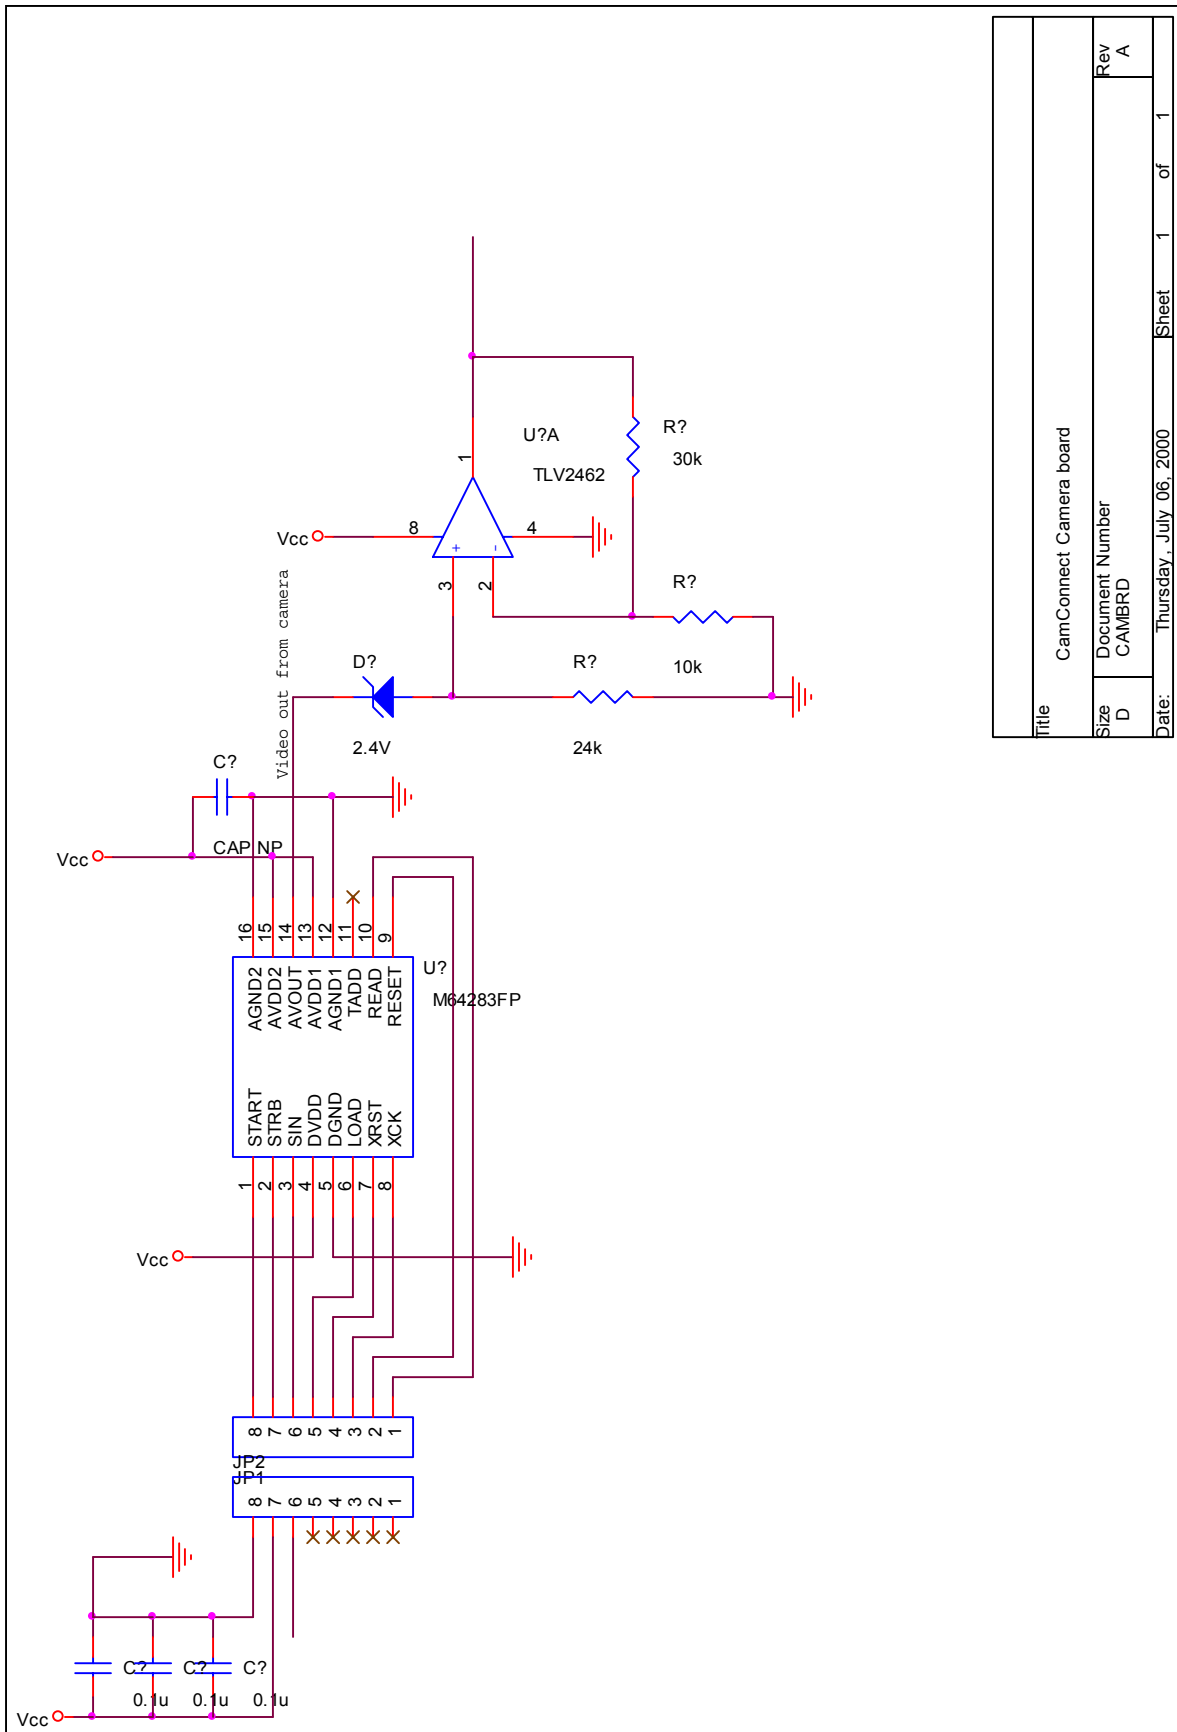 U?A
TLV2462
R?
30k
1
8
4
Vcc
+
-
3
2
R?
10k
Video out from camera
D?
2.4V
R?
24k
C?
CAP NP
Vcc
16
15
14
13
12
11
10
9
AGND2
AVDD2
AVOUT
AVDD1
AGND1
TADD
READ
RESET
U?
M64283FP
START
STRB
SIN
DVDD
DGND
LOAD
XRST
XCK
1
2
3
4
5
6
7
8
Vcc
8
7
6
5
4
3
2
1
JP2
JP1
8
7
6
5
4
3
2
1
C?
C?
C?
0.1u
0.1u
0.1u
Vcc
Title
CamConnect Camera board
Size
D
Document Number
CAMBRD
Rev
A
Date:
Thursday, July 06, 2000
Sheet
1
of
1